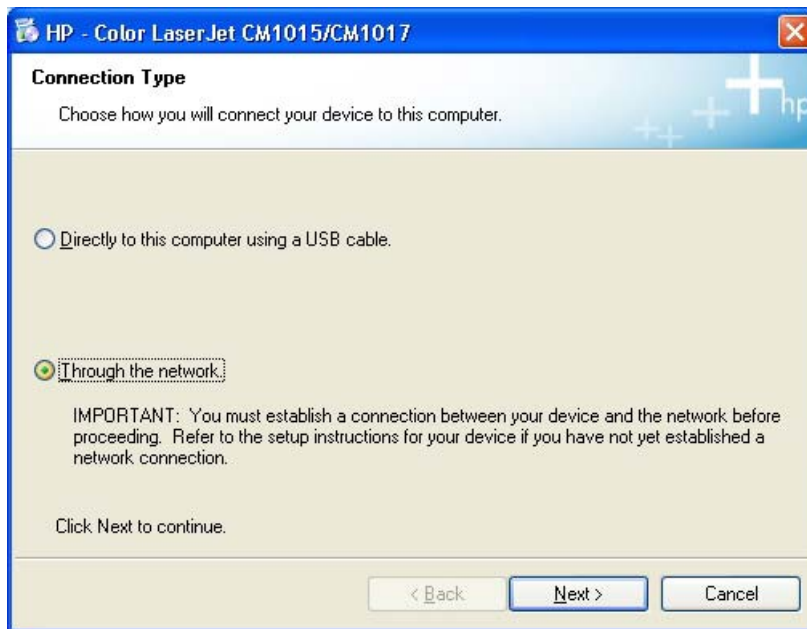 HP - Color LaserJet CM1015/CM1017
Connection Type
Choose how you will connect your device to this computer.
hp
Directly to this computer using a USB cable.
Through the network.
IMPORTANT: You must establish a connection between your device and the network before
proceeding. Refer to the setup instructions for your device if you have not yet established a
network connection.
Click Next to continue.
< Back
Next >
Cancel